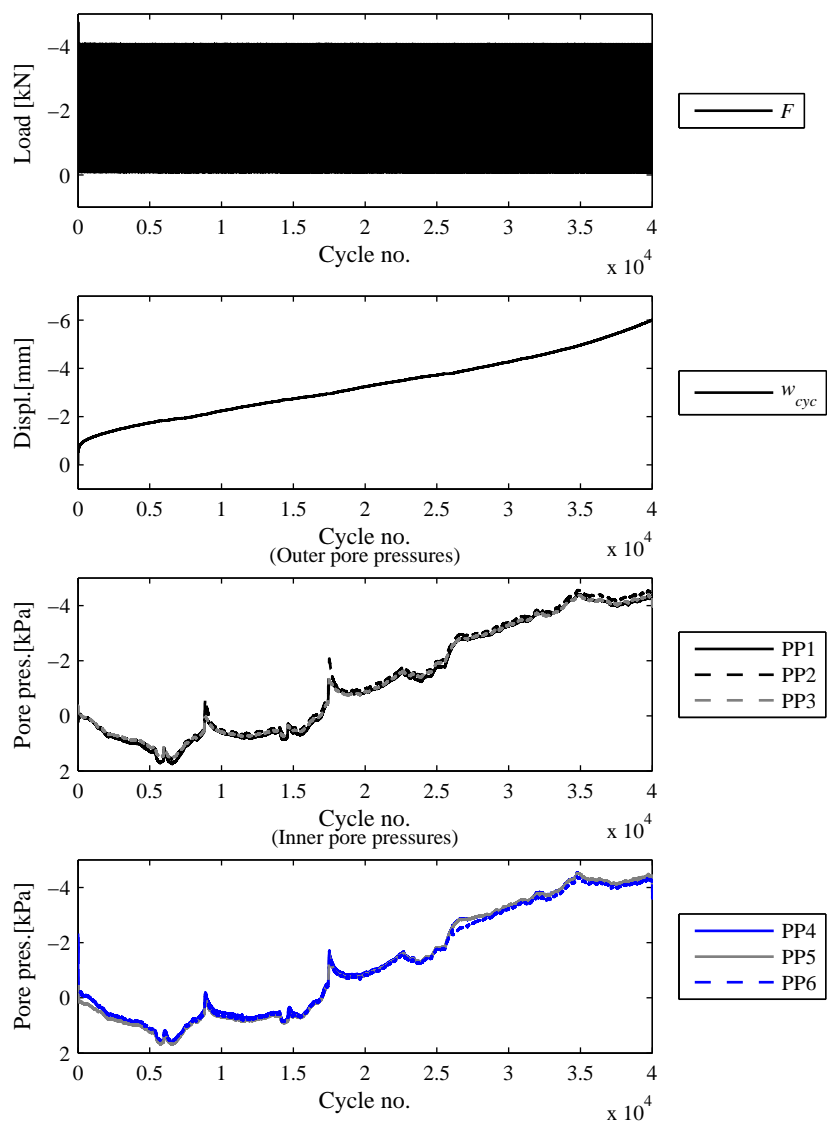 −4
−2
0
Load [kN]
0 0.5 1 1.5 2 2.5 3 3.5 4
Cycle no.
x 10^4
F
−6
−4
−2
0
Displ.[mm]
0 0.5 1 1.5 2 2.5 3 3.5 4
Cycle no.
x 10^4
w_cyc
(Outer pore pressures)
−4
−2
0
2
Pore pres.[kPa]
0 0.5 1 1.5 2 2.5 3 3.5 4
Cycle no.
x 10^4
PP1
PP2
PP3
(Inner pore pressures)
−4
−2
0
2
Pore pres.[kPa]
0 0.5 1 1.5 2 2.5 3 3.5 4
Cycle no.
x 10^4
PP4
PP5
PP6